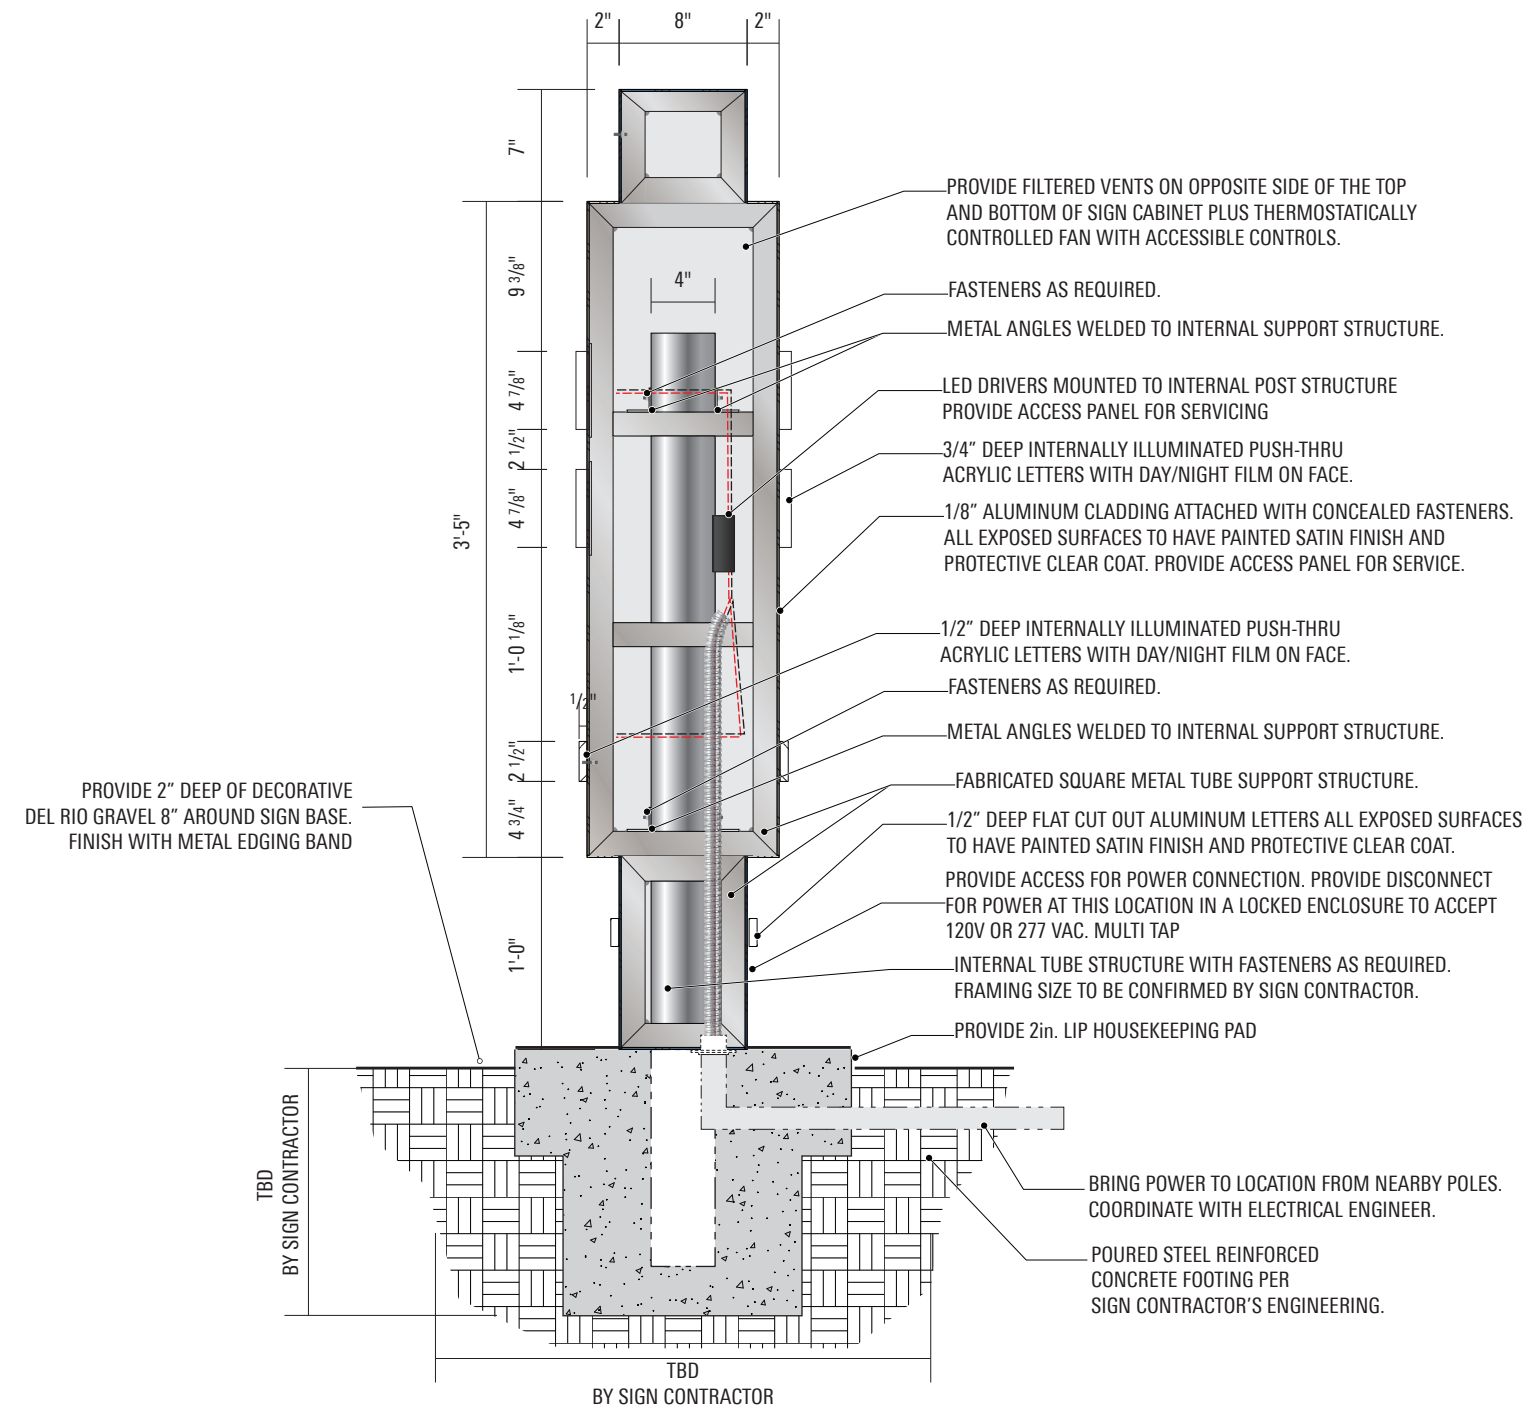 2" 8" 2"
7"
9 3/8"
4 7/8"
2 1/2"
4 7/8"
1'-0 1/8"
2 1/2"
4 3/4"
1'-0"
3'-5"
4"
1/2"
PROVIDE FILTERED VENTS ON OPPOSITE SIDE OF THE TOP
AND BOTTOM OF SIGN CABINET PLUS THERMOSTATICALLY
CONTROLLED FAN WITH ACCESSIBLE CONTROLS.
FASTENERS AS REQUIRED.
METAL ANGLES WELDED TO INTERNAL SUPPORT STRUCTURE.
LED DRIVERS MOUNTED TO INTERNAL POST STRUCTURE
PROVIDE ACCESS PANEL FOR SERVICING
3/4” DEEP INTERNALLY ILLUMINATED PUSH-THRU
ACRYLIC LETTERS WITH DAY/NIGHT FILM ON FACE.
1/8” ALUMINUM CLADDING ATTACHED WITH CONCEALED FASTENERS.
ALL EXPOSED SURFACES TO HAVE PAINTED SATIN FINISH AND
PROTECTIVE CLEAR COAT. PROVIDE ACCESS PANEL FOR SERVICE.
1/2” DEEP INTERNALLY ILLUMINATED PUSH-THRU
ACRYLIC LETTERS WITH DAY/NIGHT FILM ON FACE.
FASTENERS AS REQUIRED.
METAL ANGLES WELDED TO INTERNAL SUPPORT STRUCTURE.
FABRICATED SQUARE METAL TUBE SUPPORT STRUCTURE.
1/2” DEEP FLAT CUT OUT ALUMINUM LETTERS ALL EXPOSED SURFACES
TO HAVE PAINTED SATIN FINISH AND PROTECTIVE CLEAR COAT.
PROVIDE ACCESS FOR POWER CONNECTION. PROVIDE DISCONNECT
FOR POWER AT THIS LOCATION IN A LOCKED ENCLOSURE TO ACCEPT
120V OR 277 VAC. MULTI TAP
INTERNAL TUBE STRUCTURE WITH FASTENERS AS REQUIRED.
FRAMING SIZE TO BE CONFIRMED BY SIGN CONTRACTOR.
PROVIDE 2in. LIP HOUSEKEEPING PAD
PROVIDE 2” DEEP OF DECORATIVE
DEL RIO GRAVEL 8” AROUND SIGN BASE.
FINISH WITH METAL EDGING BAND
TBD
BY SIGN CONTRACTOR
BRING POWER TO LOCATION FROM NEARBY POLES.
COORDINATE WITH ELECTRICAL ENGINEER.
POURED STEEL REINFORCED
CONCRETE FOOTING PER
SIGN CONTRACTOR’S ENGINEERING.
TBD
BY SIGN CONTRACTOR